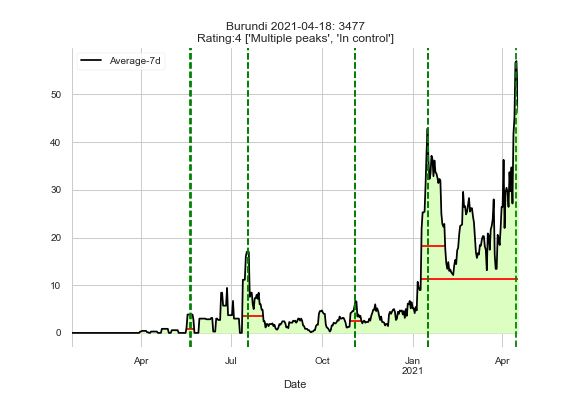 Burundi 2021-04-18: 3477
Rating:4 ['Multiple peaks', 'In control']
Average-7d
50
40
30
20
10
0
Apr
Jul
Oct
Jan
2021
Apr
Date